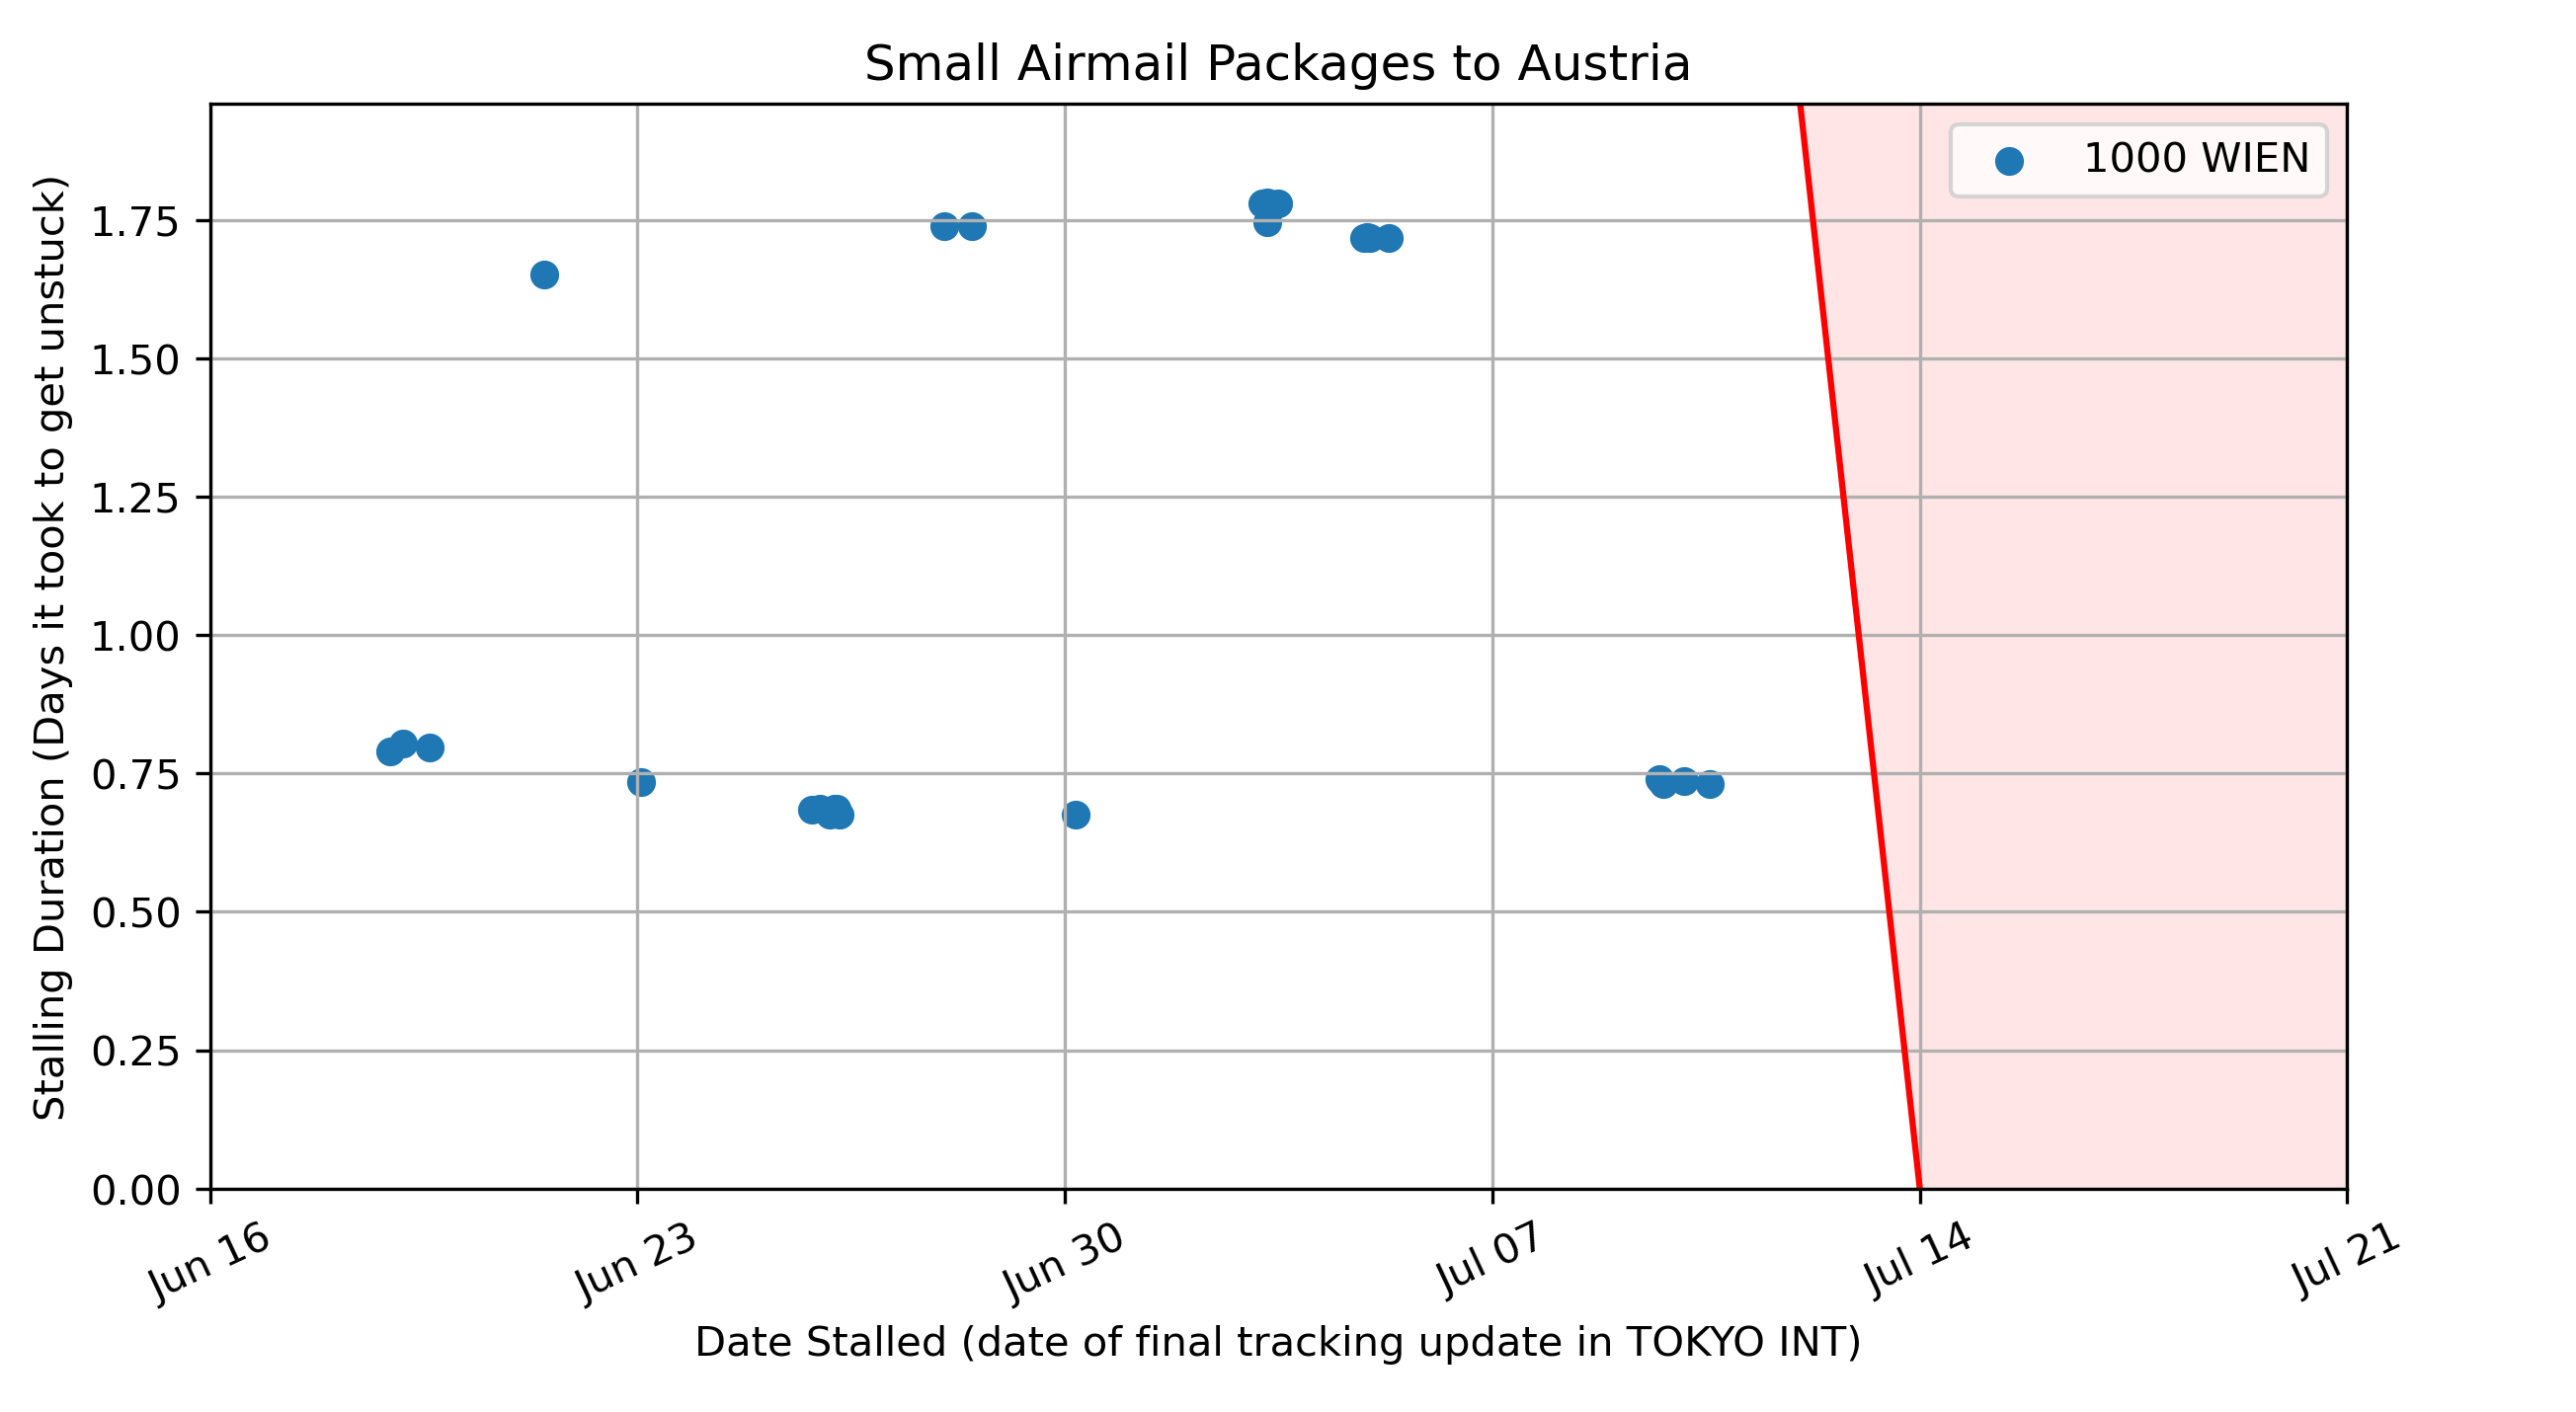 Small Airmail Packages to Austria
1000 WIEN
Stalling Duration (Days it took to get unstuck)
1.75
1.50
1.25
1.00
0.75
0.50
0.25
0.00
Jun 16
Jun 23
Jun 30
Jul 07
Jul 14
Jul 21
Date Stalled (date of final tracking update in TOKYO INT)